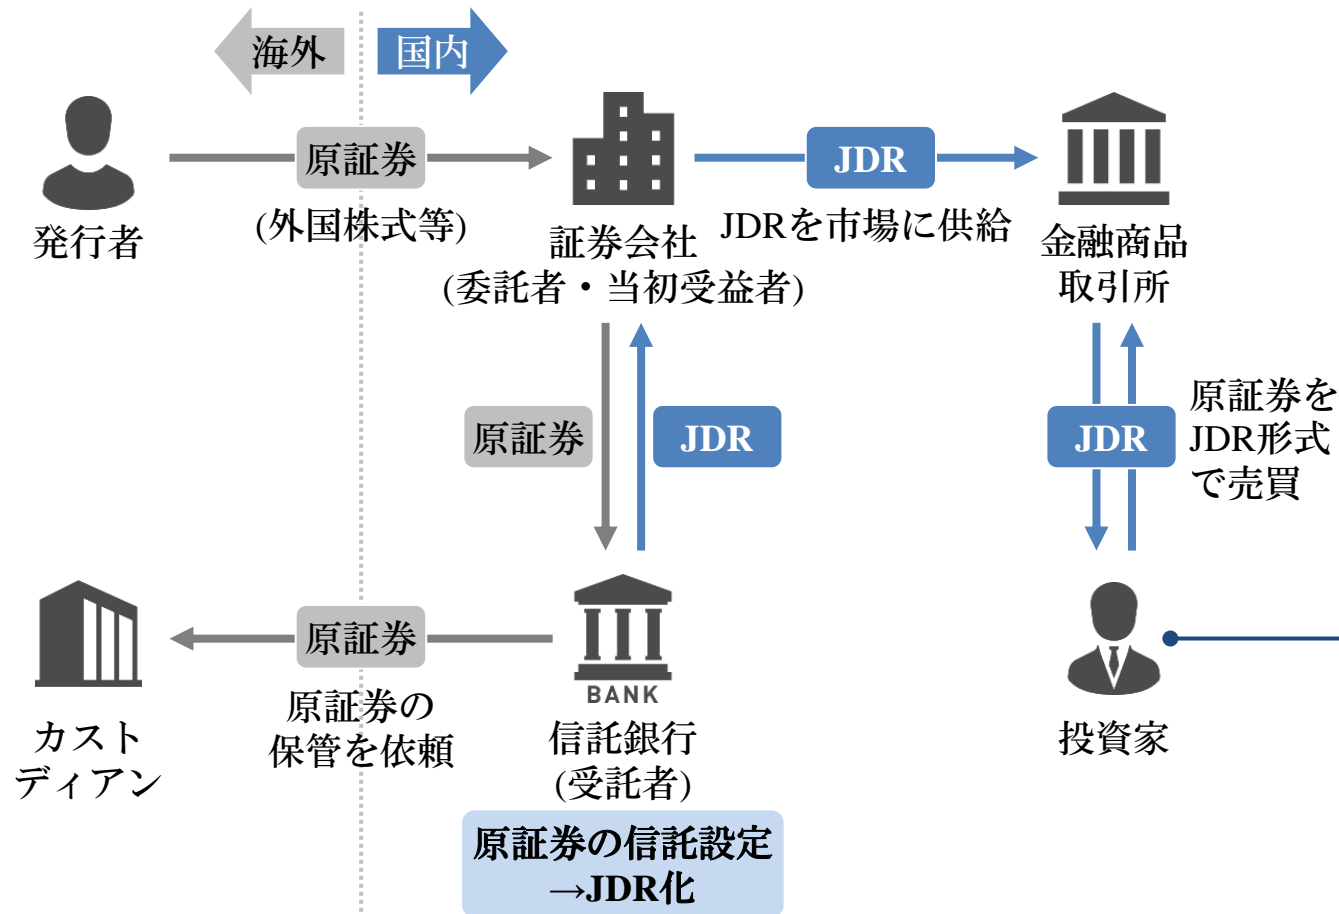 海外
国内
発行者
原証券
(外国株式等)
証券会社
(委託者・当初受益者)
JDR
JDRを市場に供給
金融商品
取引所
原証券
JDR
JDR
原証券を
JDR形式
で売買
カスト
ディアン
原証券
原証券の
保管を依頼
BANK
信託銀行
(受託者)
原証券の信託設定
→JDR化
投資家